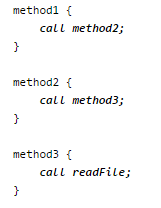 method1 {
    call method2;
}
method2 {
    call method3;
}
method3 {
    call readFile;
}